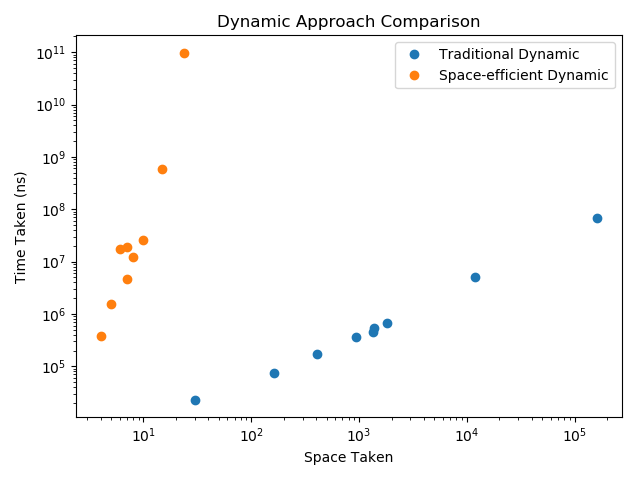 Dynamic Approach Comparison
Traditional Dynamic
Space-efficient Dynamic
Time Taken (ns)
10¹¹
10¹⁰
10⁹
10⁸
10⁷
10⁶
10⁵
10¹ 10² 10³ 10⁴ 10⁵
Space Taken